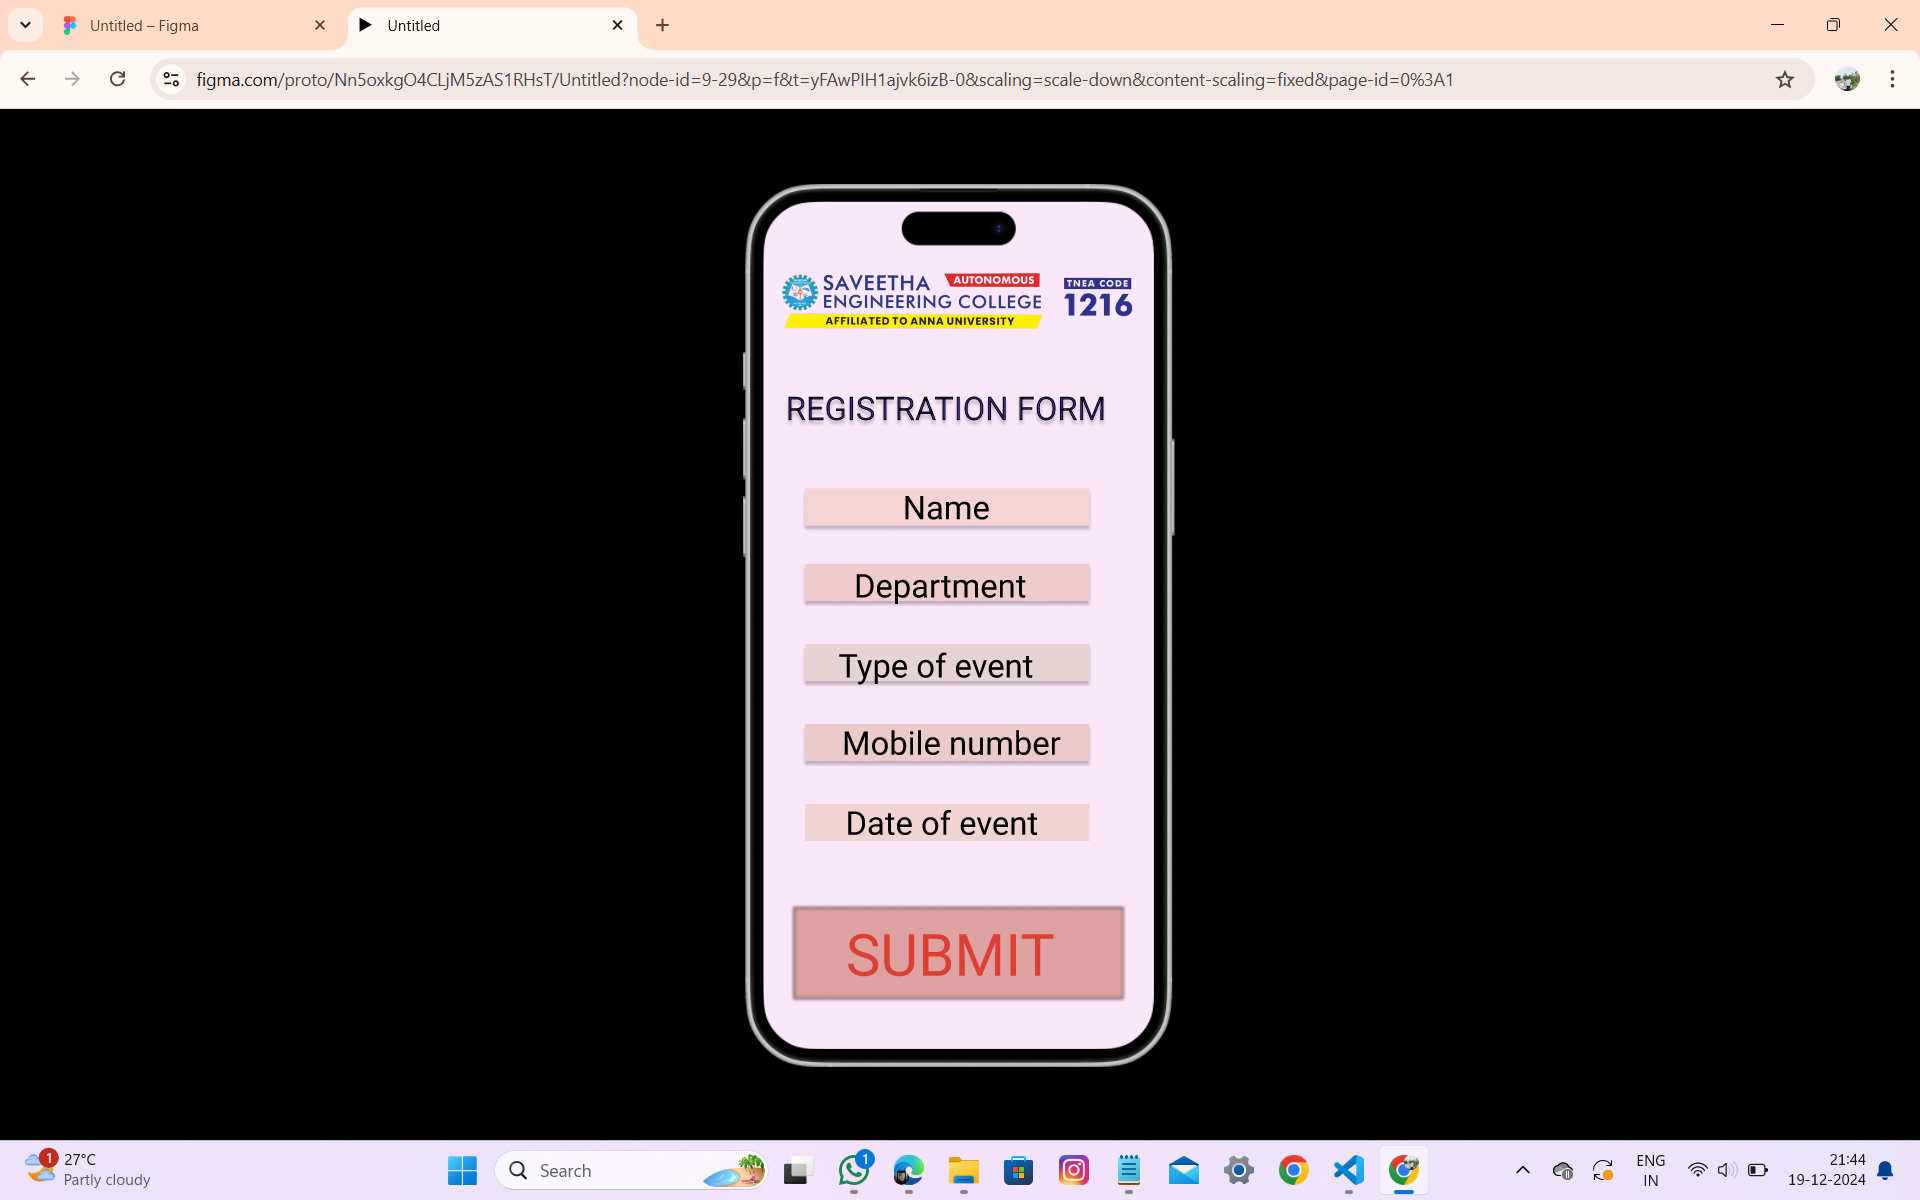 Untitled – Figma
Untitled
figma.com/proto/Nn5oxkgO4CLjM5zAS1RHsT/Untitled?node-id=9-29&p=f&t=yFAwPIH1ajvk6izB-0&scaling=scale-down&content-scaling=fixed&page-id=0%3A1
SAVEETHA AUTONOMOUS
ENGINEERING COLLEGE
AFFILIATED TO ANNA UNIVERSITY
TNEA CODE
1216
REGISTRATION FORM
Name
Department
Type of event
Mobile number
Date of event
SUBMIT
1
27°C
Partly cloudy
Search
1
ENG
IN
21:44
19-12-2024